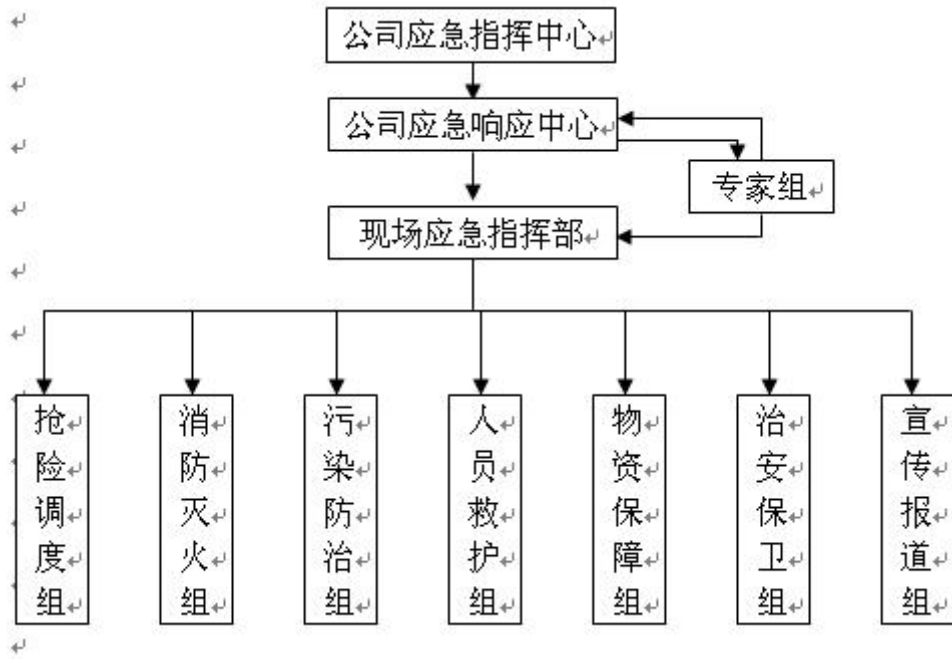 公司应急指挥中心
公司应急响应中心
专家组
现场应急指挥部
抢险调度组
消防灭火组
污染防治组
人员救护组
物资保障组
治安保卫组
宣传报道组